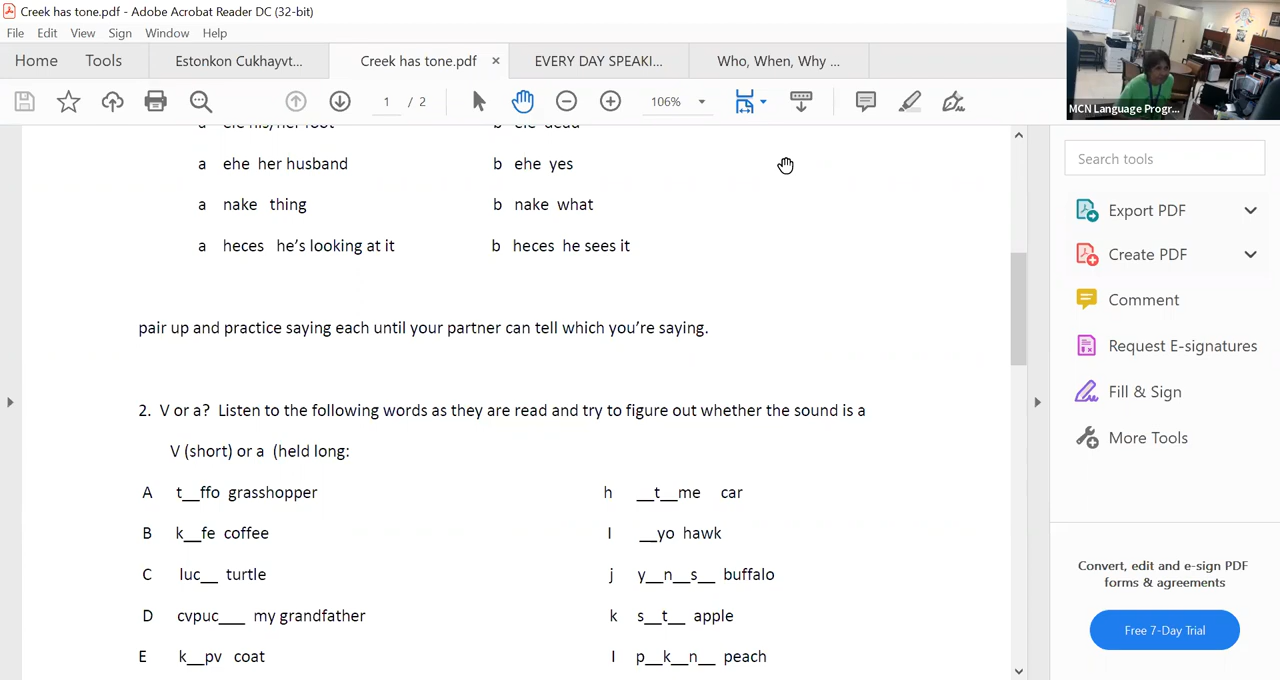 Creek has tone.pdf - Adobe Acrobat Reader DC (32-bit)
File Edit View Sign Window Help
Home Tools Estonkon Cukhayvt... Creek has tone.pdf × EVERY DAY SPEAKI... Who, When, Why ...
1 / 2 106%
MCN Language Progr...
a ele his/her foot b ele dead
a ehe her husband b ehe yes
a nake thing b nake what
a heces he's looking at it b heces he sees it
pair up and practice saying each until your partner can tell which you're saying.
2. V or a? Listen to the following words as they are read and try to figure out whether the sound is a
V (short) or a (held long:
A t__ffo grasshopper h __t__me car
B k__fe coffee I __yo hawk
C luc__ turtle j y__n__s__ buffalo
D cvpuc___ my grandfather k s__t__ apple
E k__pv coat l p__k__n__ peach
Search tools
Export PDF
Create PDF
Comment
Request E-signatures
Fill & Sign
More Tools
Convert, edit and e-sign PDF
forms & agreements
Free 7-Day Trial